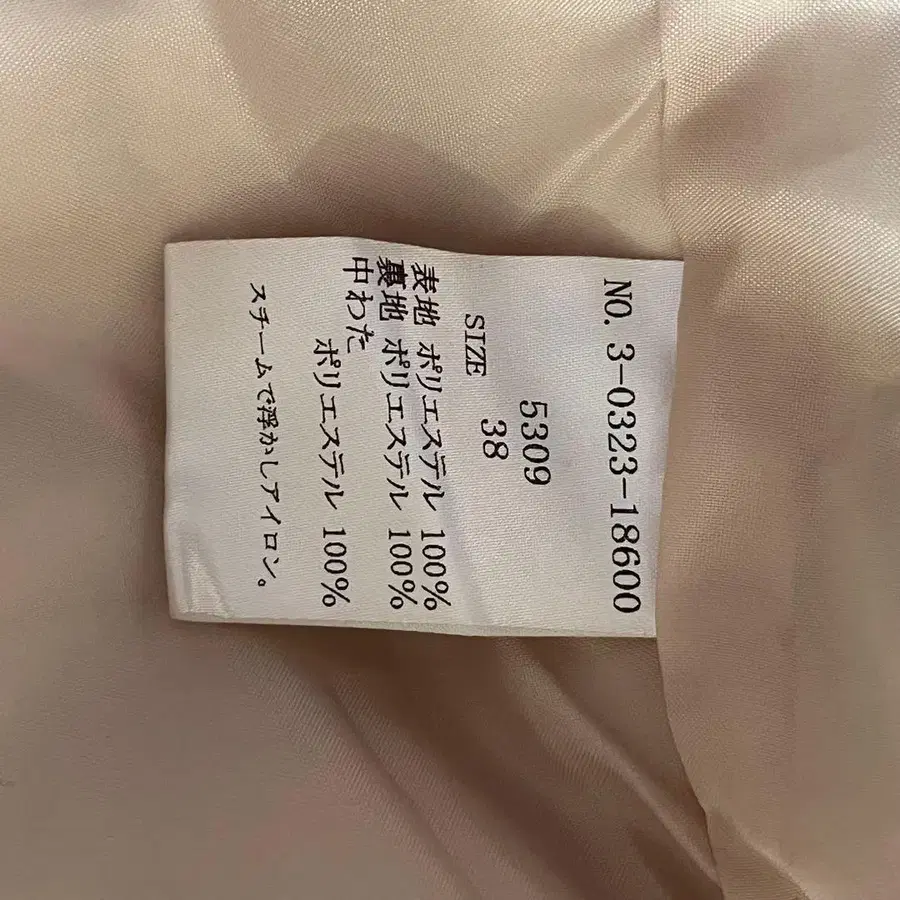 NO. 3-0323-18600
5309
SIZE 38
表地 ポリエステル 100%
裏地 ポリエステル 100%
中わた
ポリエステル 100%
スチームで浮かしアイロン。